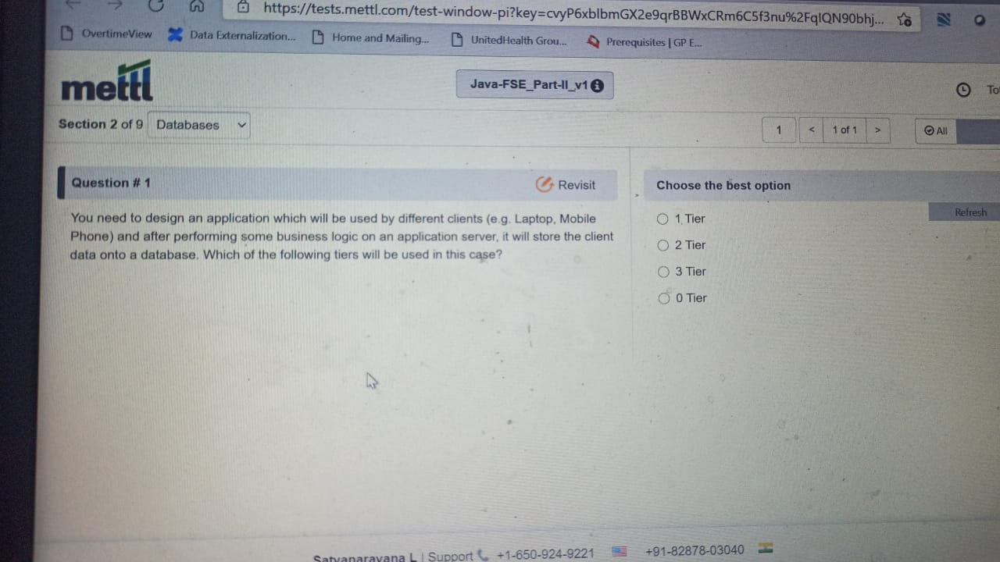 https://tests.mettl.com/test-window-pi?key=cvyP6xblbmGX2e9qrBBWxCRm6C5f3nu%2FqlQN90bhj...
OvertimeView Data Externalization... Home and Mailing... UnitedHealth Grou... Prerequisites | GP E...
mettl
Java-FSE_Part-II_v1
To
Section 2 of 9 Databases
1 < 1 of 1 > All
Question # 1 Revisit
You need to design an application which will be used by different clients (e.g. Laptop, Mobile
Phone) and after performing some business logic on an application server, it will store the client
data onto a database. Which of the following tiers will be used in this case?
Choose the best option
Refresh
1 Tier
2 Tier
3 Tier
0 Tier
Satyanarayana L | Support +1-650-924-9221 +91-82878-03040